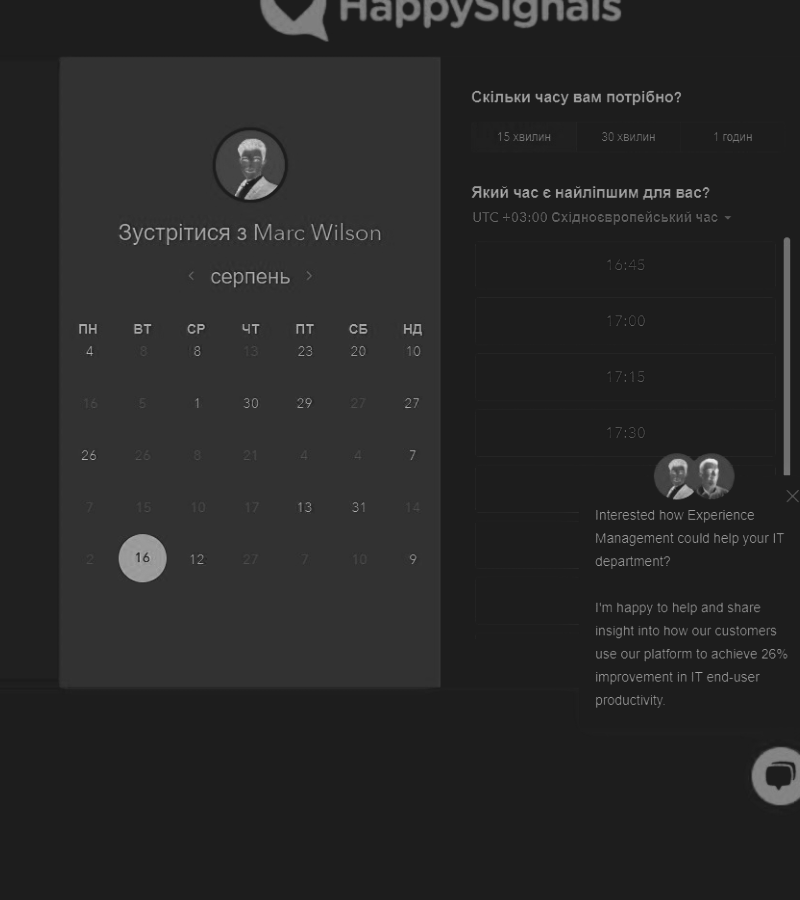 HappySignals
Зустрітися з Marc Wilson
серпень
ПН ВТ СР ЧТ ПТ СБ НД
4 8 8 13 23 20 10
16 5 1 30 29 27 27
26 26 8 21 4 4 7
7 15 10 17 13 31 14
2 16 12 27 7 10 9
Скільки часу вам потрібно?
15 хвилин 30 хвилин 1 годин
Який час є найліпшим для вас?
UTC +03:00 Східноєвропейський час
16:45
17:00
17:15
17:30
Interested how Experience
Management could help your IT
department?
I'm happy to help and share
insight into how our customers
use our platform to achieve 26%
improvement in IT end-user
productivity.